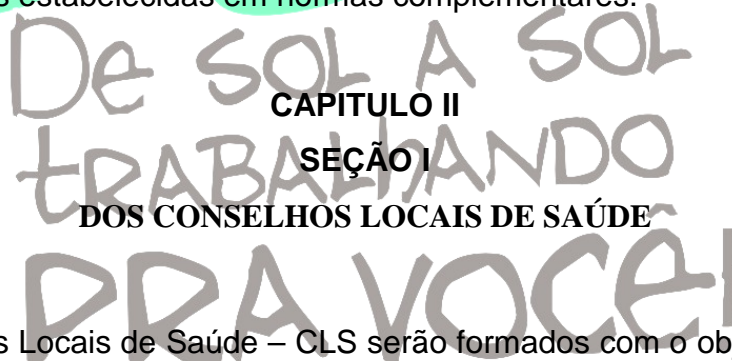 s estabelecidas em normas complementares.
De SOL A SOL
CAPITULO II
tRABALhANDO
SEÇÃO I
DOS CONSELHOS LOCAIS DE SAÚDE
PRA VOCÊ
s Locais de Saúde – CLS serão formados com o ob